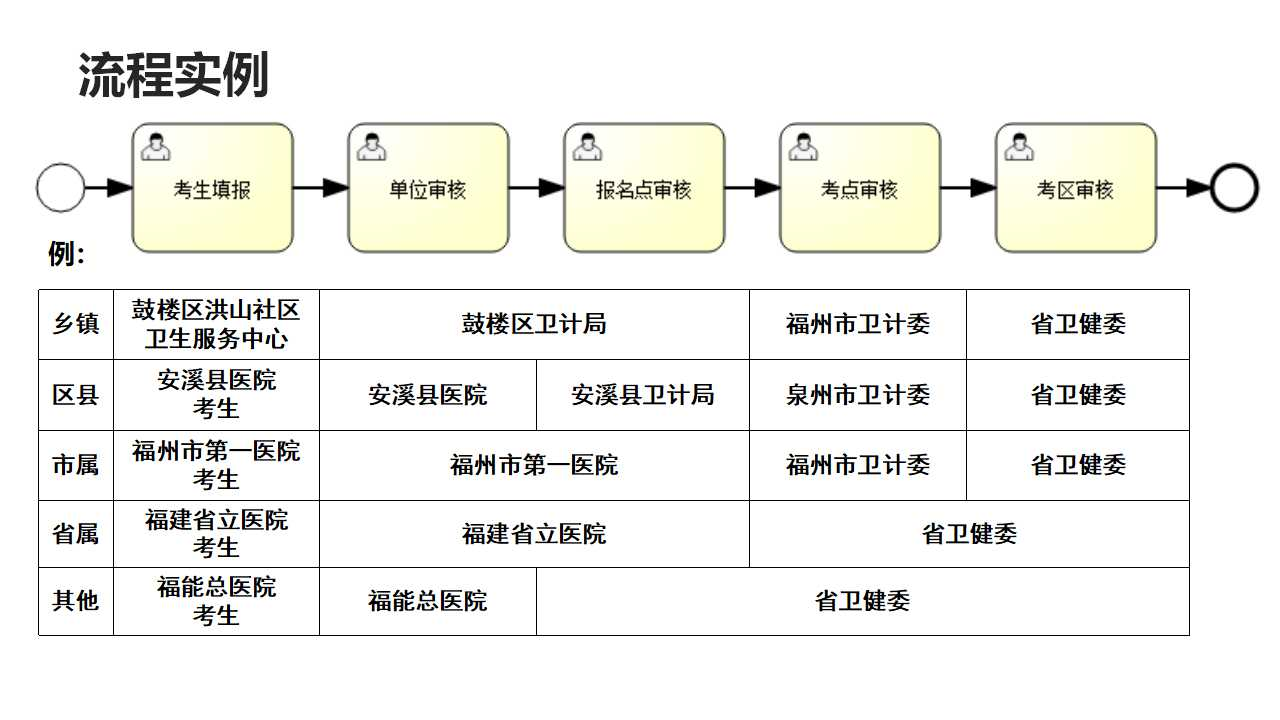 流程实例
考生填报
单位审核
报名点审核
考点审核
考区审核
例：
乡镇
鼓楼区洪山社区
卫生服务中心
鼓楼区卫计局
福州市卫计委
省卫健委
区县
安溪县医院
考生
安溪县医院
安溪县卫计局
泉州市卫计委
省卫健委
市属
福州市第一医院
考生
福州市第一医院
福州市卫计委
省卫健委
省属
福建省立医院
考生
福建省立医院
省卫健委
其他
福能总医院
考生
福能总医院
省卫健委